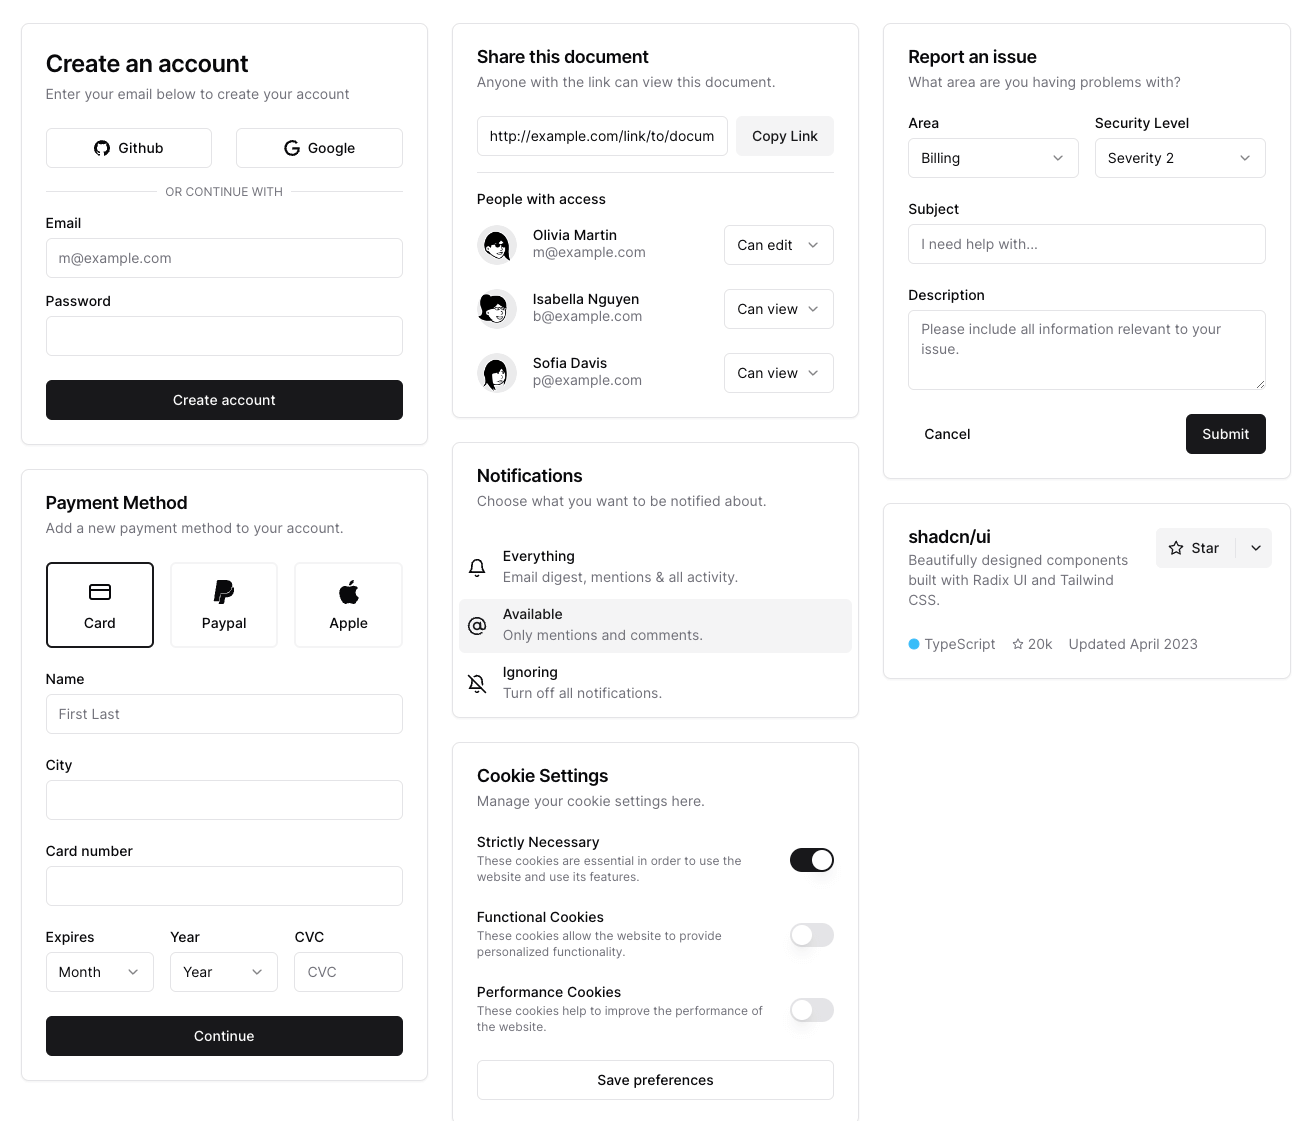 Create an account
Enter your email below to create your account
Github
Google
OR CONTINUE WITH
Email
m@example.com
Password
Create account
Payment Method
Add a new payment method to your account.
Card
Paypal
Apple
Name
First Last
City
Card number
Expires
Year
CVC
Month
Year
CVC
Continue
Share this document
Anyone with the link can view this document.
http://example.com/link/to/docum
Copy Link
People with access
Olivia Martin
m@example.com
Can edit
Isabella Nguyen
b@example.com
Can view
Sofia Davis
p@example.com
Can view
Notifications
Choose what you want to be notified about.
Everything
Email digest, mentions & all activity.
Available
Only mentions and comments.
Ignoring
Turn off all notifications.
Cookie Settings
Manage your cookie settings here.
Strictly Necessary
These cookies are essential in order to use the
website and use its features.
Functional Cookies
These cookies allow the website to provide
personalized functionality.
Performance Cookies
These cookies help to improve the performance of
the website.
Save preferences
Report an issue
What area are you having problems with?
Area
Security Level
Billing
Severity 2
Subject
I need help with...
Description
Please include all information relevant to your
issue.
Cancel
Submit
shadcn/ui
Beautifully designed components
built with Radix UI and Tailwind
CSS.
Star
TypeScript
20k
Updated April 2023